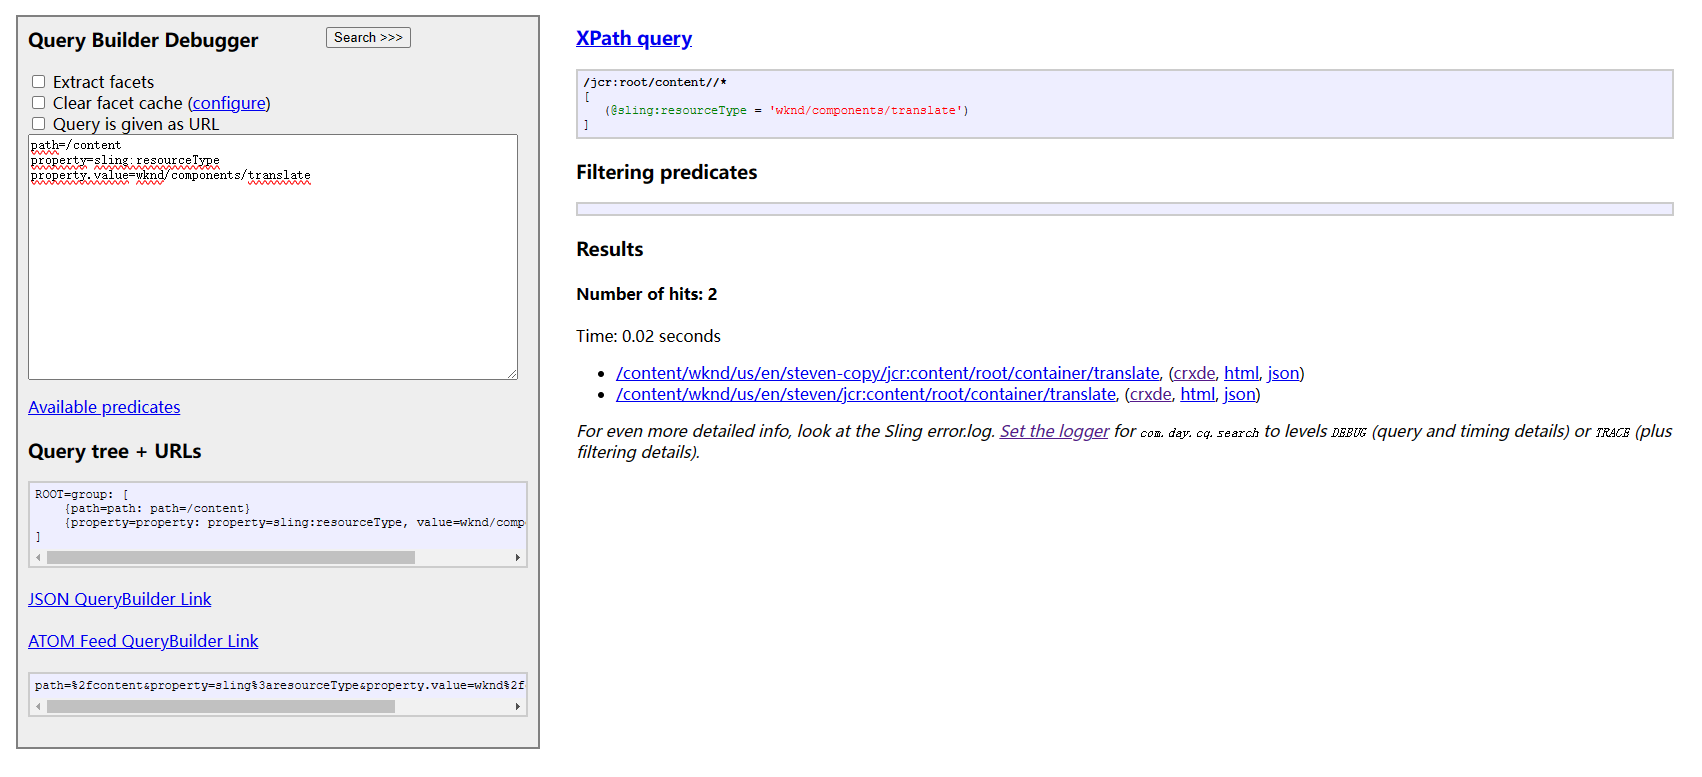 Query Builder Debugger
Search >>>
Extract facets
Clear facet cache (configure)
Query is given as URL
path=/content
property=sling:resourceType
property.value=wknd/components/translate
Available predicates
Query tree + URLs
ROOT=group: [
    {path=path: path=/content}
    {property=property: property=sling:resourceType, value=wknd/comp
]
JSON QueryBuilder Link
ATOM Feed QueryBuilder Link
path=%2fcontent&property=sling%3aresourceType&property.value=wknd%2f
XPath query
/jcr:root/content//*
[
   (@sling:resourceType = 'wknd/components/translate')
]
Filtering predicates
Results
Number of hits: 2
Time: 0.02 seconds
• /content/wknd/us/en/steven-copy/jcr:content/root/container/translate, (crxde, html, json)
• /content/wknd/us/en/steven/jcr:content/root/container/translate, (crxde, html, json)
For even more detailed info, look at the Sling error.log. Set the logger for com.day.cq.search to levels DEBUG (query and timing details) or TRACE (plus
filtering details).